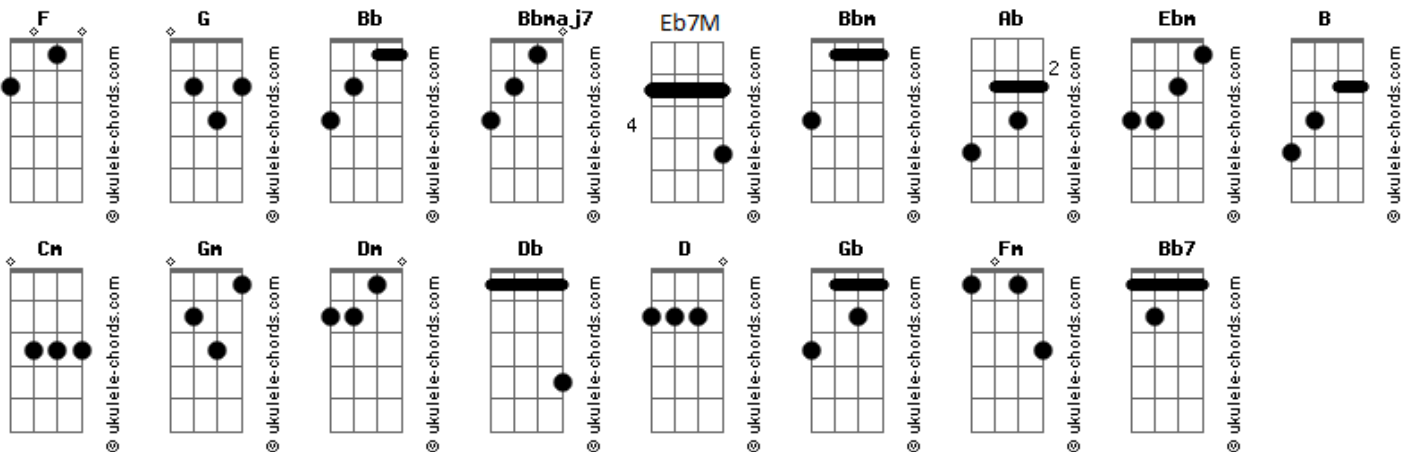 F G Bb Bbmaj7 Eb7M Bbm Ab Ebm B
2
4
© ukulele-chords.com © ukulele-chords.com © ukulele-chords.com © ukulele-chords.com © ukulele-chords.com © ukulele-chords.com © ukulele-chords.com © ukulele-chords.com © ukulele-chords.com
Cm Gm Dm Db D Gb Fm Bb7
© ukulele-chords.com © ukulele-chords.com © ukulele-chords.com © ukulele-chords.com © ukulele-chords.com © ukulele-chords.com © ukulele-chords.com © ukulele-chords.com